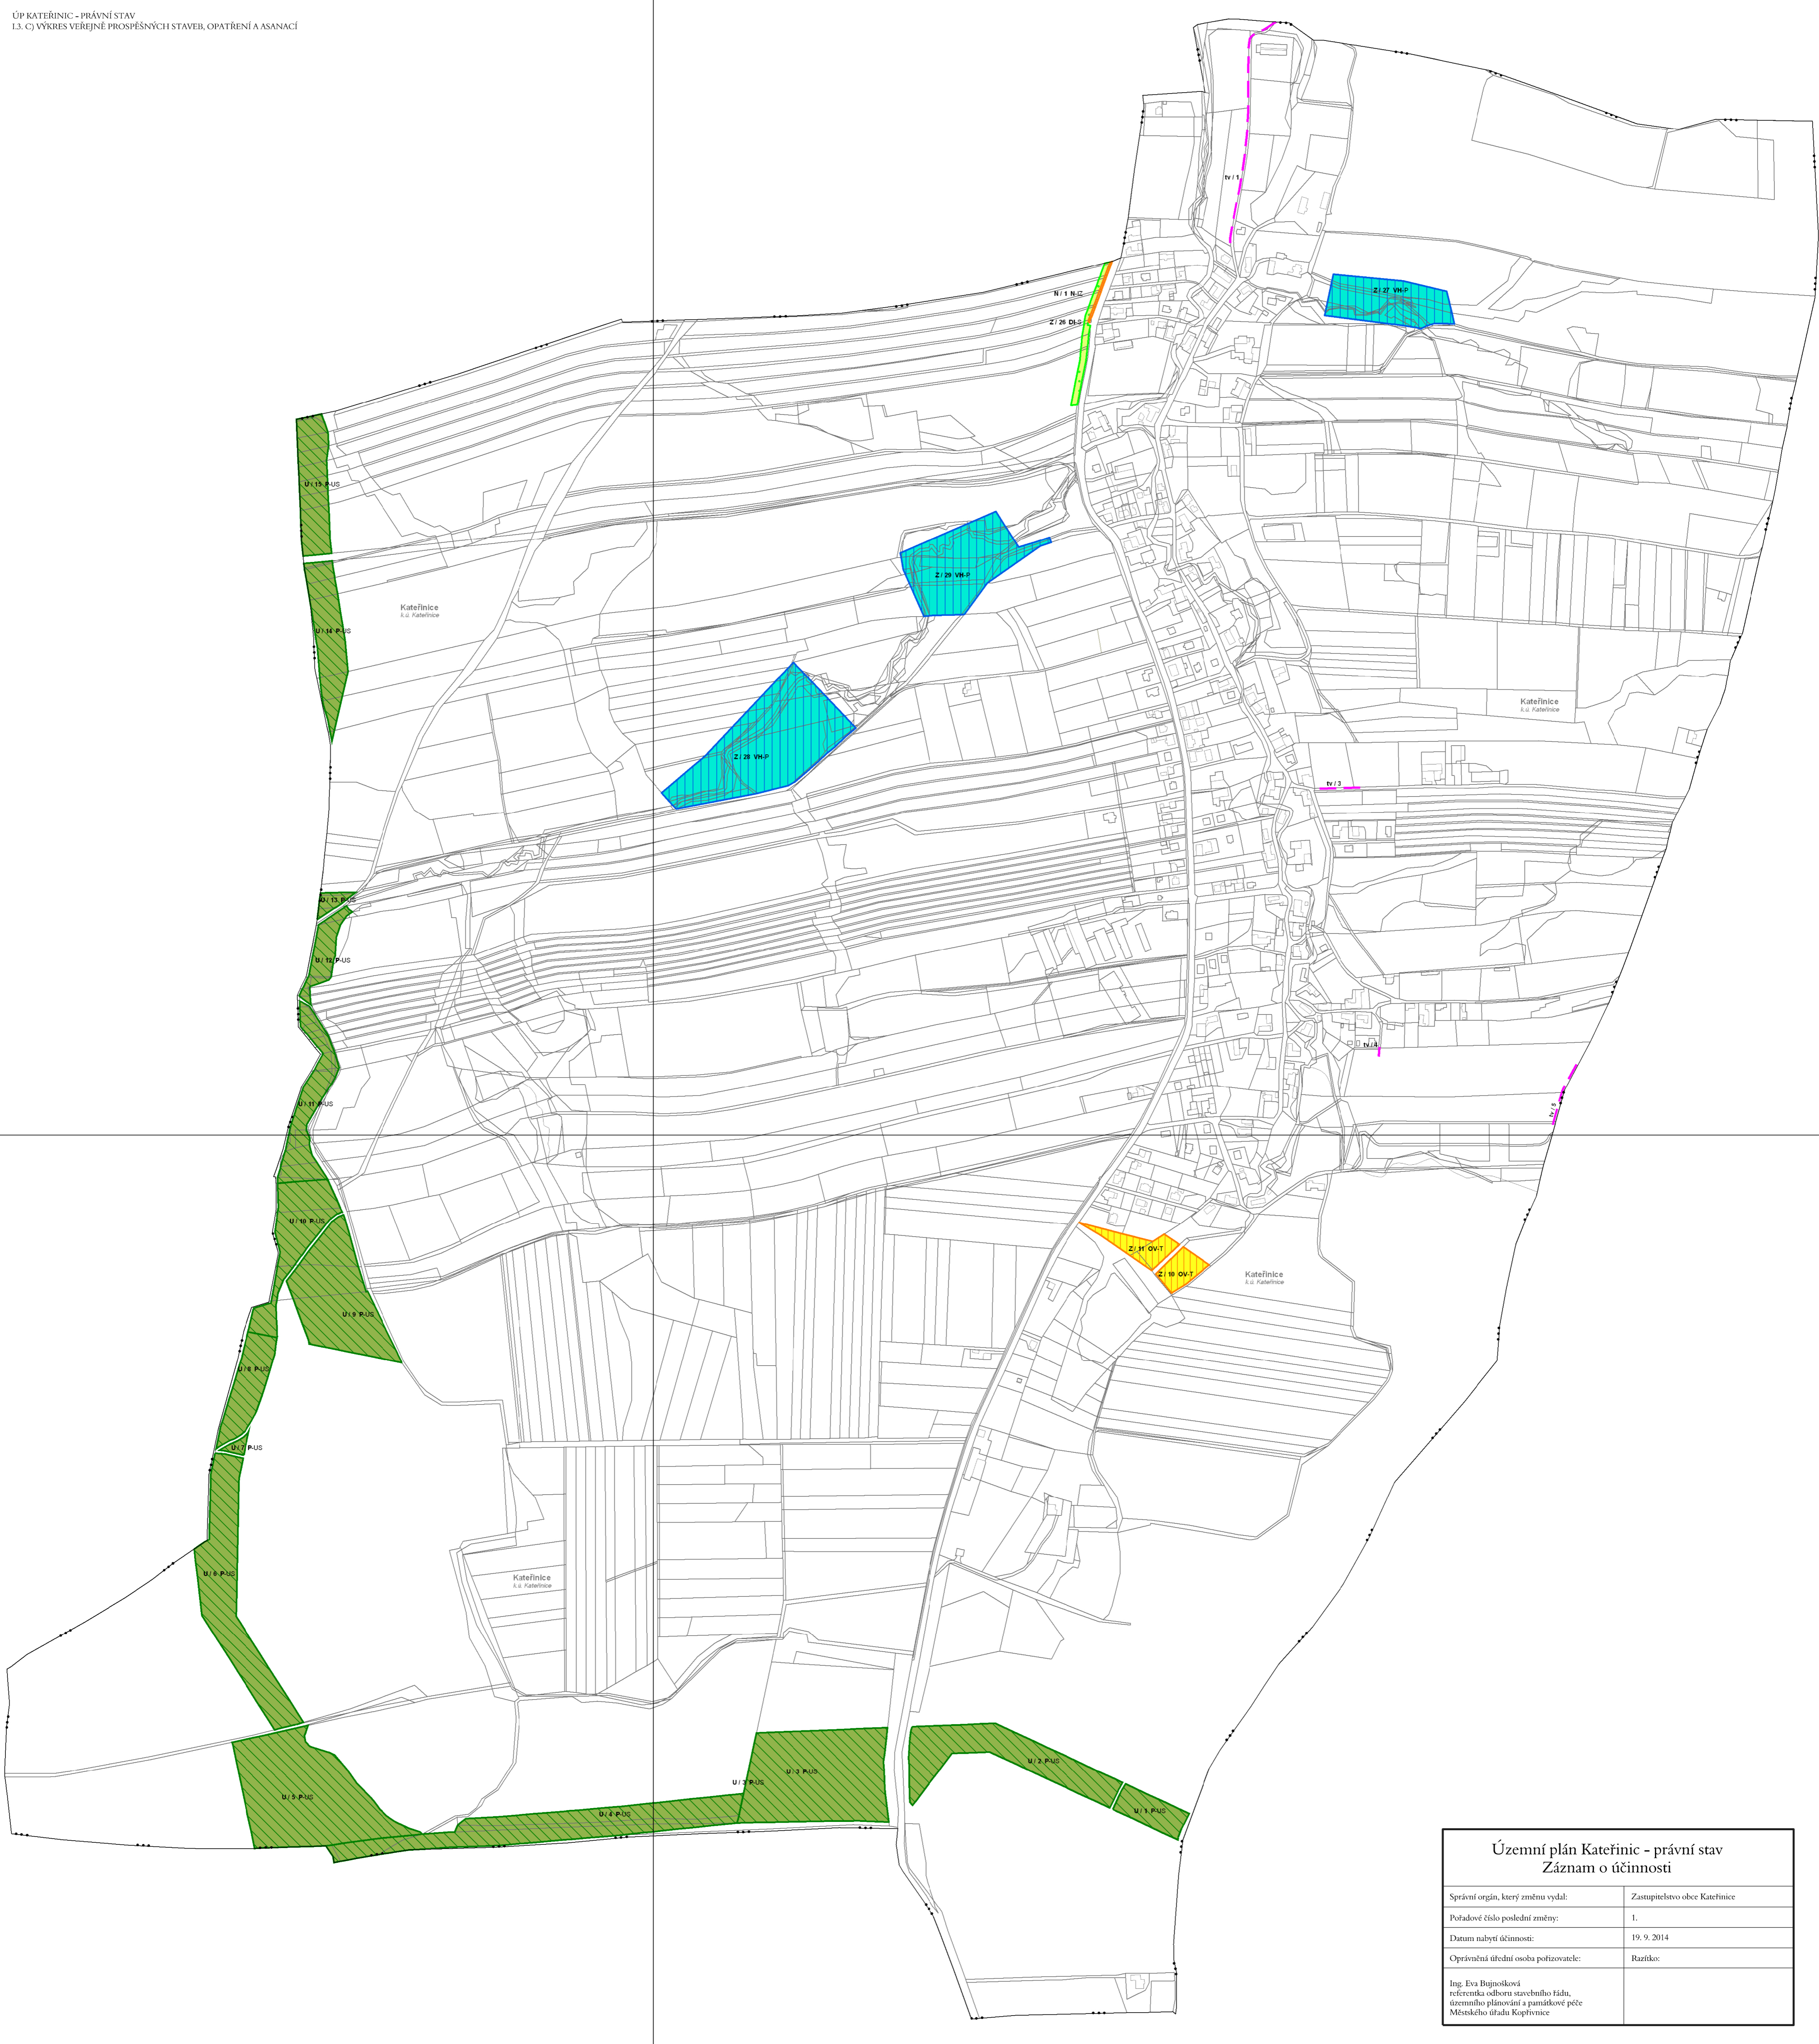 ÚP KATEŘINIC - PRÁVNÍ STAV
I.3. C) VÝKRES VEŘEJNĚ PROSPĚŠNÝCH STAVEB, OPATŘENÍ A ASANACÍ
tv / 1
Z / 27 VH-P
N / 1 N-IZ
Z / 26 DI-S
U / 15 P-US
Z / 29 VH-P
Kateřinice
k.ú. Kateřinice
U / 14 P-US
Kateřinice
k.ú. Kateřinice
Z / 28 VH-P
tv / 3
U / 13 P-US
U / 12 P-US
tv / 4
U / 11 P-US
tv / 5
U / 10 P-US
Z / 11 OV-T
Z / 10 OV-T
Kateřinice
k.ú. Kateřinice
U / 9 P-US
U / 8 P-US
U / 7 P-US
U / 6 P-US
Kateřinice
k.ú. Kateřinice
U / 2 P-US
U / 3 P-US
U / 3 P-US
U / 5 P-US
U / 4 P-US
U / 1 P-US
Územní plán Kateřinic - právní stav
Záznam o účinnosti
Správní orgán, který změnu vydal: Zastupitelstvo obce Kateřinice
Pořadové číslo poslední změny: 1.
Datum nabytí účinnosti: 19. 9. 2014
Oprávněná úřední osoba pořizovatele: Razítko:
Ing. Eva Bujnošková
referentka odboru stavebního řádu,
územního plánování a památkové péče
Městského úřadu Kopřivnice